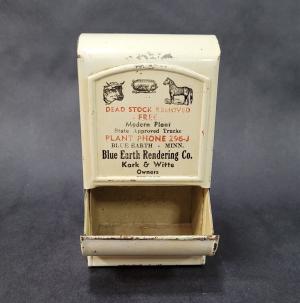 DEAD STOCK REMOVED
- FREE -
Modern Plant
State Approved Trucks
PLANT PHONE 296-J
BLUE EARTH - MINN.
Blue Earth Rendering Co.
Kark & Witte
Owners